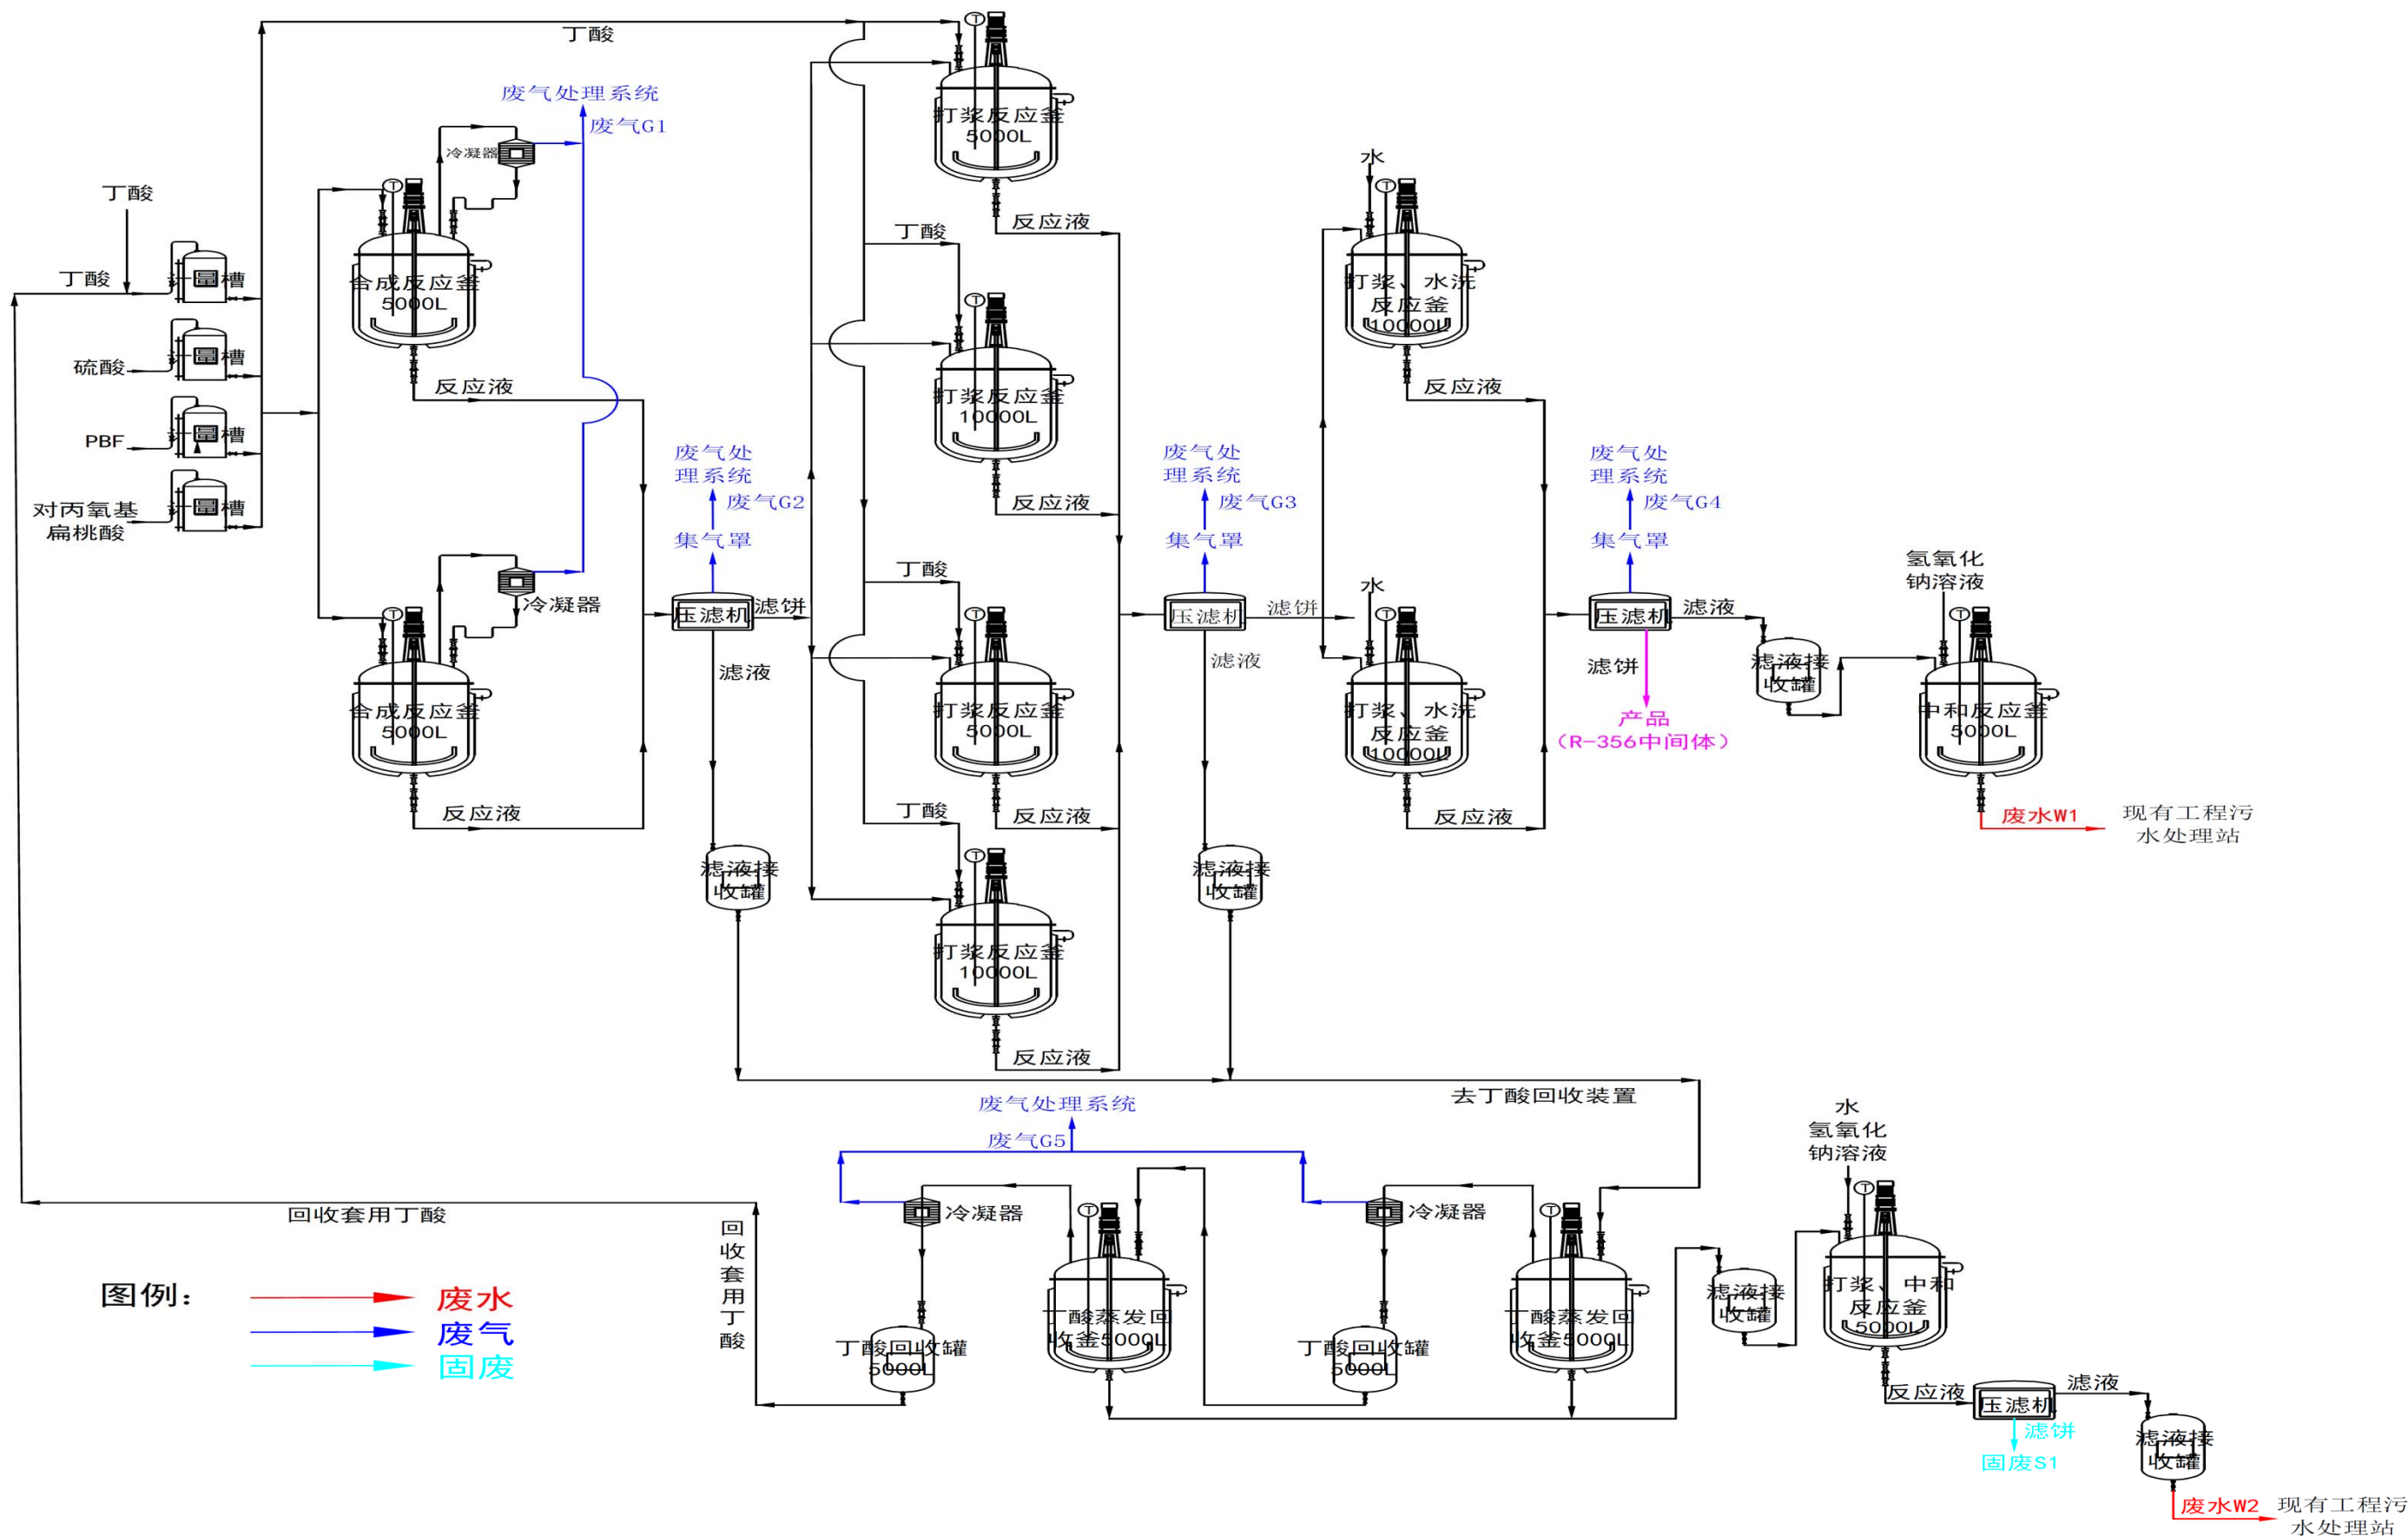 丁酸
废气处理系统
废气G1
冷凝器
T
打浆反应釜
5000L
反应液
丁酸
丁酸
计量槽
硫酸
计量槽
PBF
计量槽
对丙氧基
扁桃酸
计量槽
T
合成反应釜
5000L
反应液
冷凝器
T
合成反应釜
5000L
反应液
废气处
理系统
废气G2
集气罩
压滤机
滤饼
滤液
滤液接
收罐
丁酸
T
打浆反应釜
10000L
反应液
丁酸
T
打浆反应釜
5000L
反应液
丁酸
T
打浆反应釜
10000L
反应液
废气处
理系统
废气G3
集气罩
压滤机
滤饼
滤液
滤液接
收罐
水
T
打浆、水洗
反应釜
10000L
反应液
水
T
打浆、水洗
反应釜
10000L
反应液
废气处
理系统
废气G4
集气罩
压滤机
滤液
滤饼
产品
（R-356中间体）
滤液接
收罐
氢氧化
钠溶液
T
中和反应釜
5000L
废水W1
现有工程污
水处理站
去丁酸回收装置
废气处理系统
废气G5
冷凝器
T
丁酸蒸发回
收釜5000L
丁酸回收罐
5000L
冷凝器
T
丁酸蒸发回
收釜5000L
丁酸回收罐
5000L
回收套用丁酸
回
收
套
用
丁
酸
滤液接
收罐
水
氢氧化
钠溶液
T
打浆、中和
反应釜
5000L
反应液
压滤机
滤液
滤饼
固废S1
滤液接
收罐
废水W2
现有工程污
水处理站
图例：
废水
废气
固废